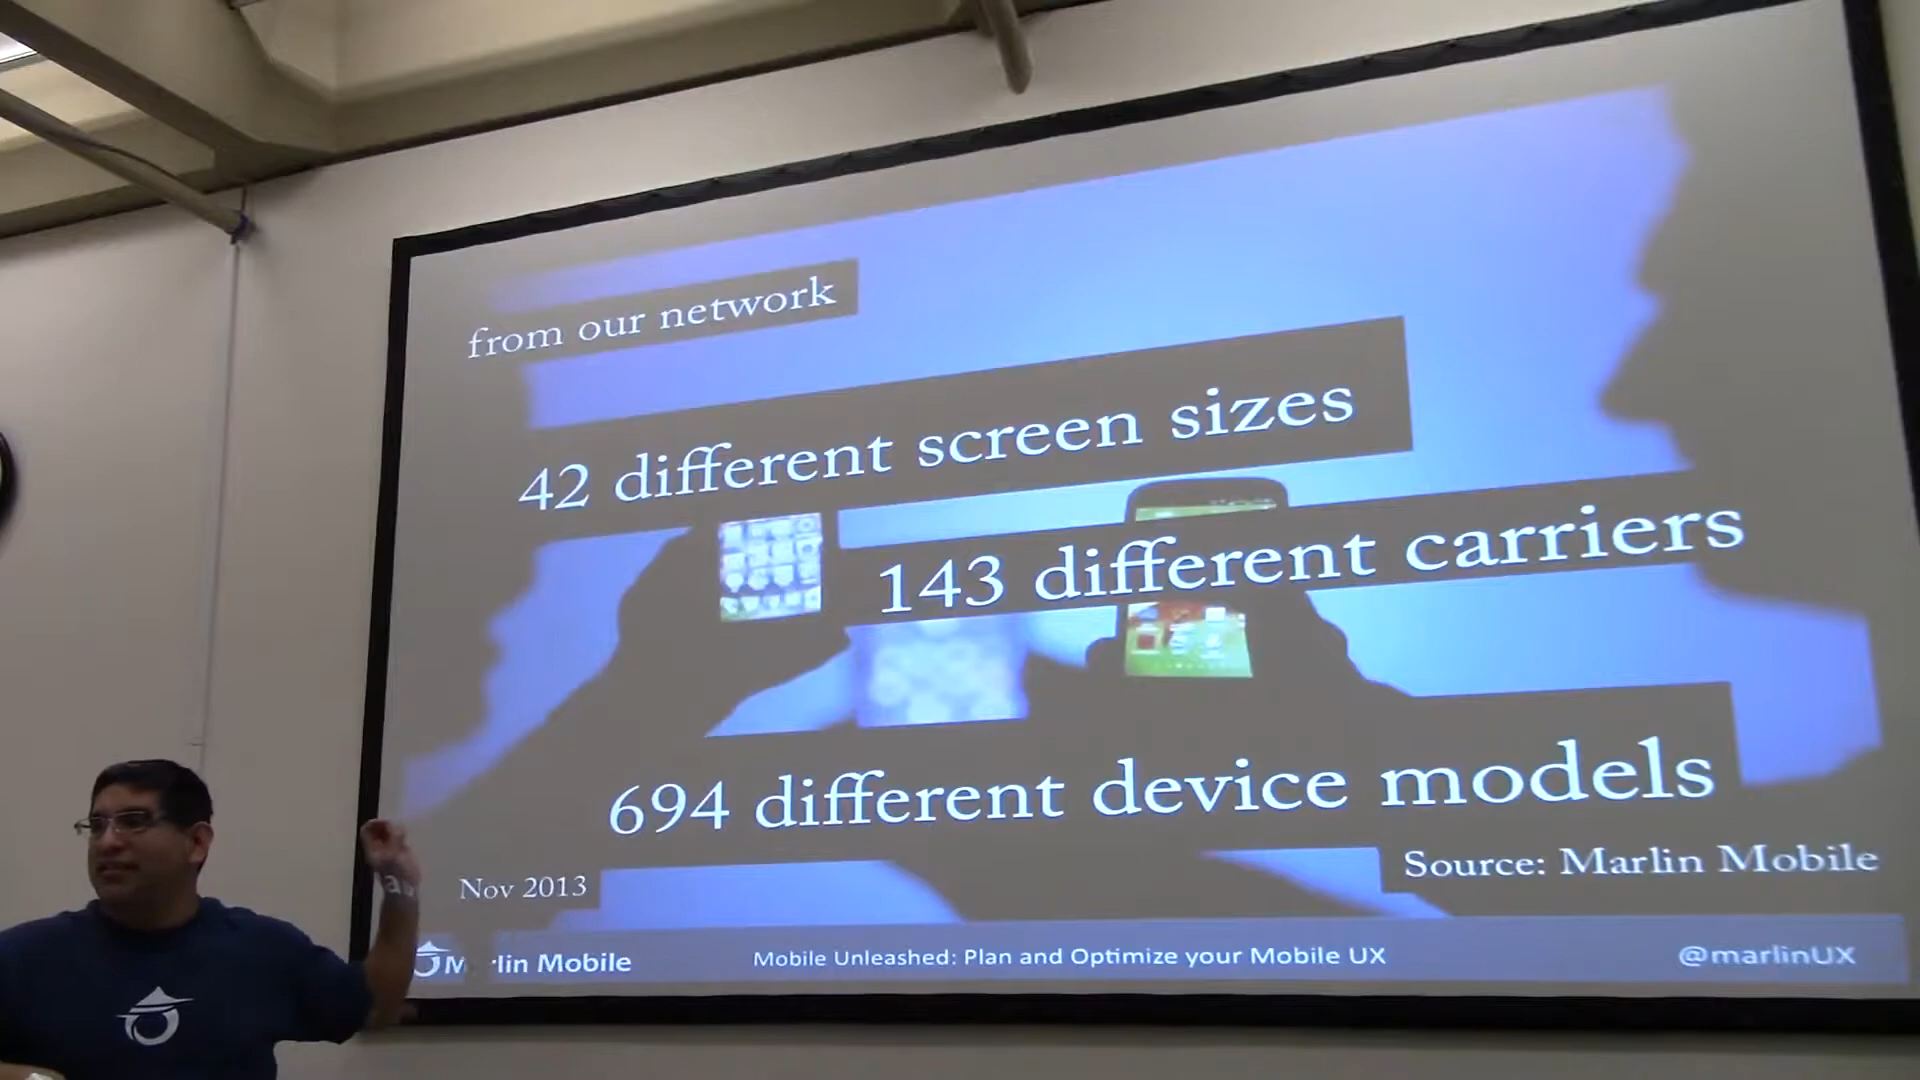 from our network
42 different screen sizes
143 different carriers
694 different device models
Source: Marlin Mobile
Nov 2013
M rlin Mobile
Mobile Unleashed: Plan and Optimize your Mobile UX
@marlinUX